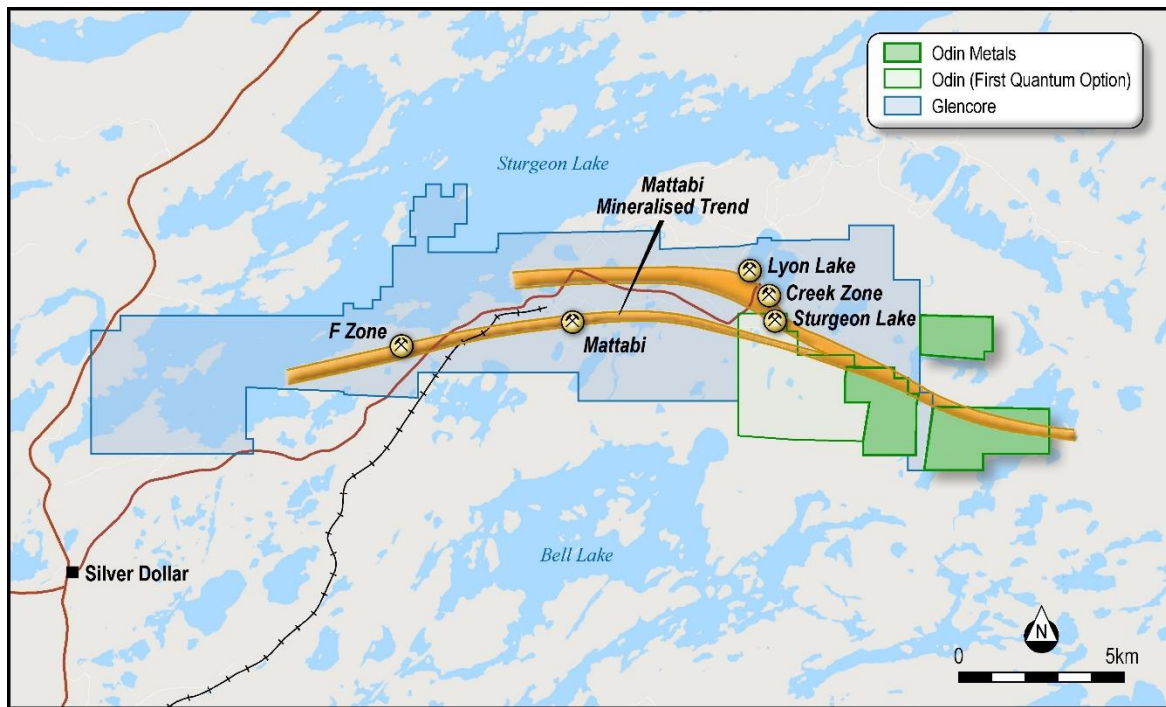 Odin Metals
Odin (First Quantum Option)
Glencore
Sturgeon Lake
Mattabi
Mineralised Trend
Lyon Lake
Creek Zone
Sturgeon Lake
F Zone
Mattabi
Bell Lake
Silver Dollar
N
0 5km